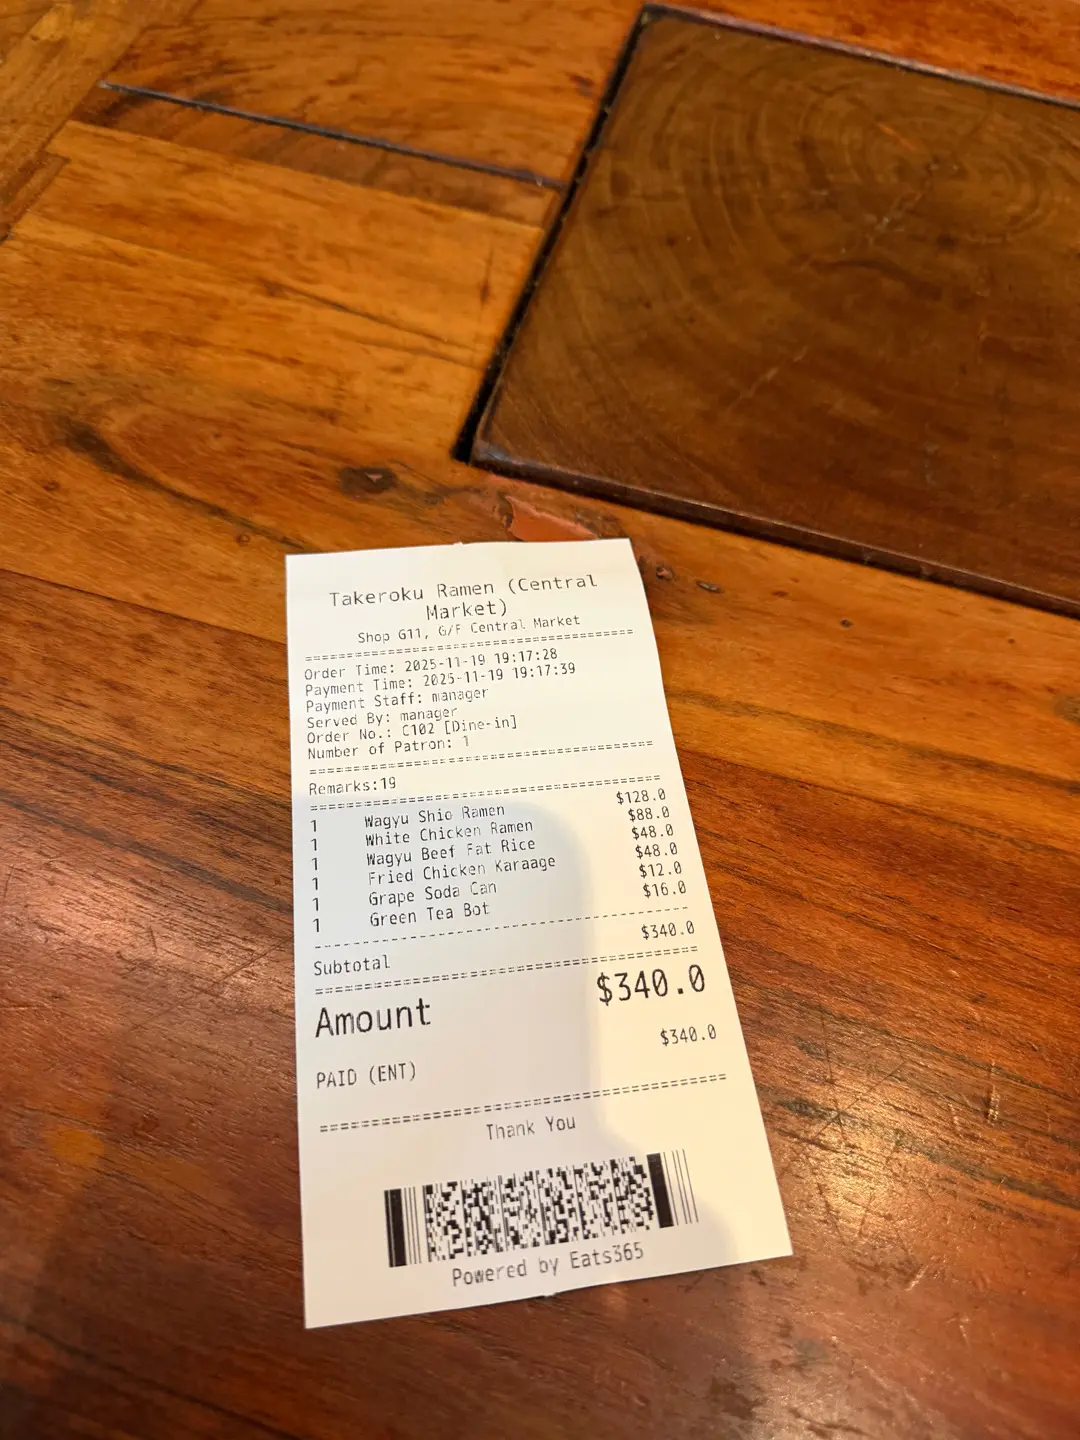 Takeroku Ramen (Central
Market)
Shop G11, G/F Central Market
Order Time: 2025-11-19 19:17:28
Payment Time: 2025-11-19 19:17:39
Payment Staff: manager
Served By: manager
Order No.: C102 [Dine-in]
Number of Patron: 1
Remarks:19
1 Wagyu Shio Ramen $128.0
1 White Chicken Ramen $88.0
1 Wagyu Beef Fat Rice $48.0
1 Fried Chicken Karaage $48.0
1 Grape Soda Can $12.0
1 Green Tea Bot $16.0
Subtotal $340.0
Amount $340.0
PAID (ENT) $340.0
Thank You
Powered by Eats365